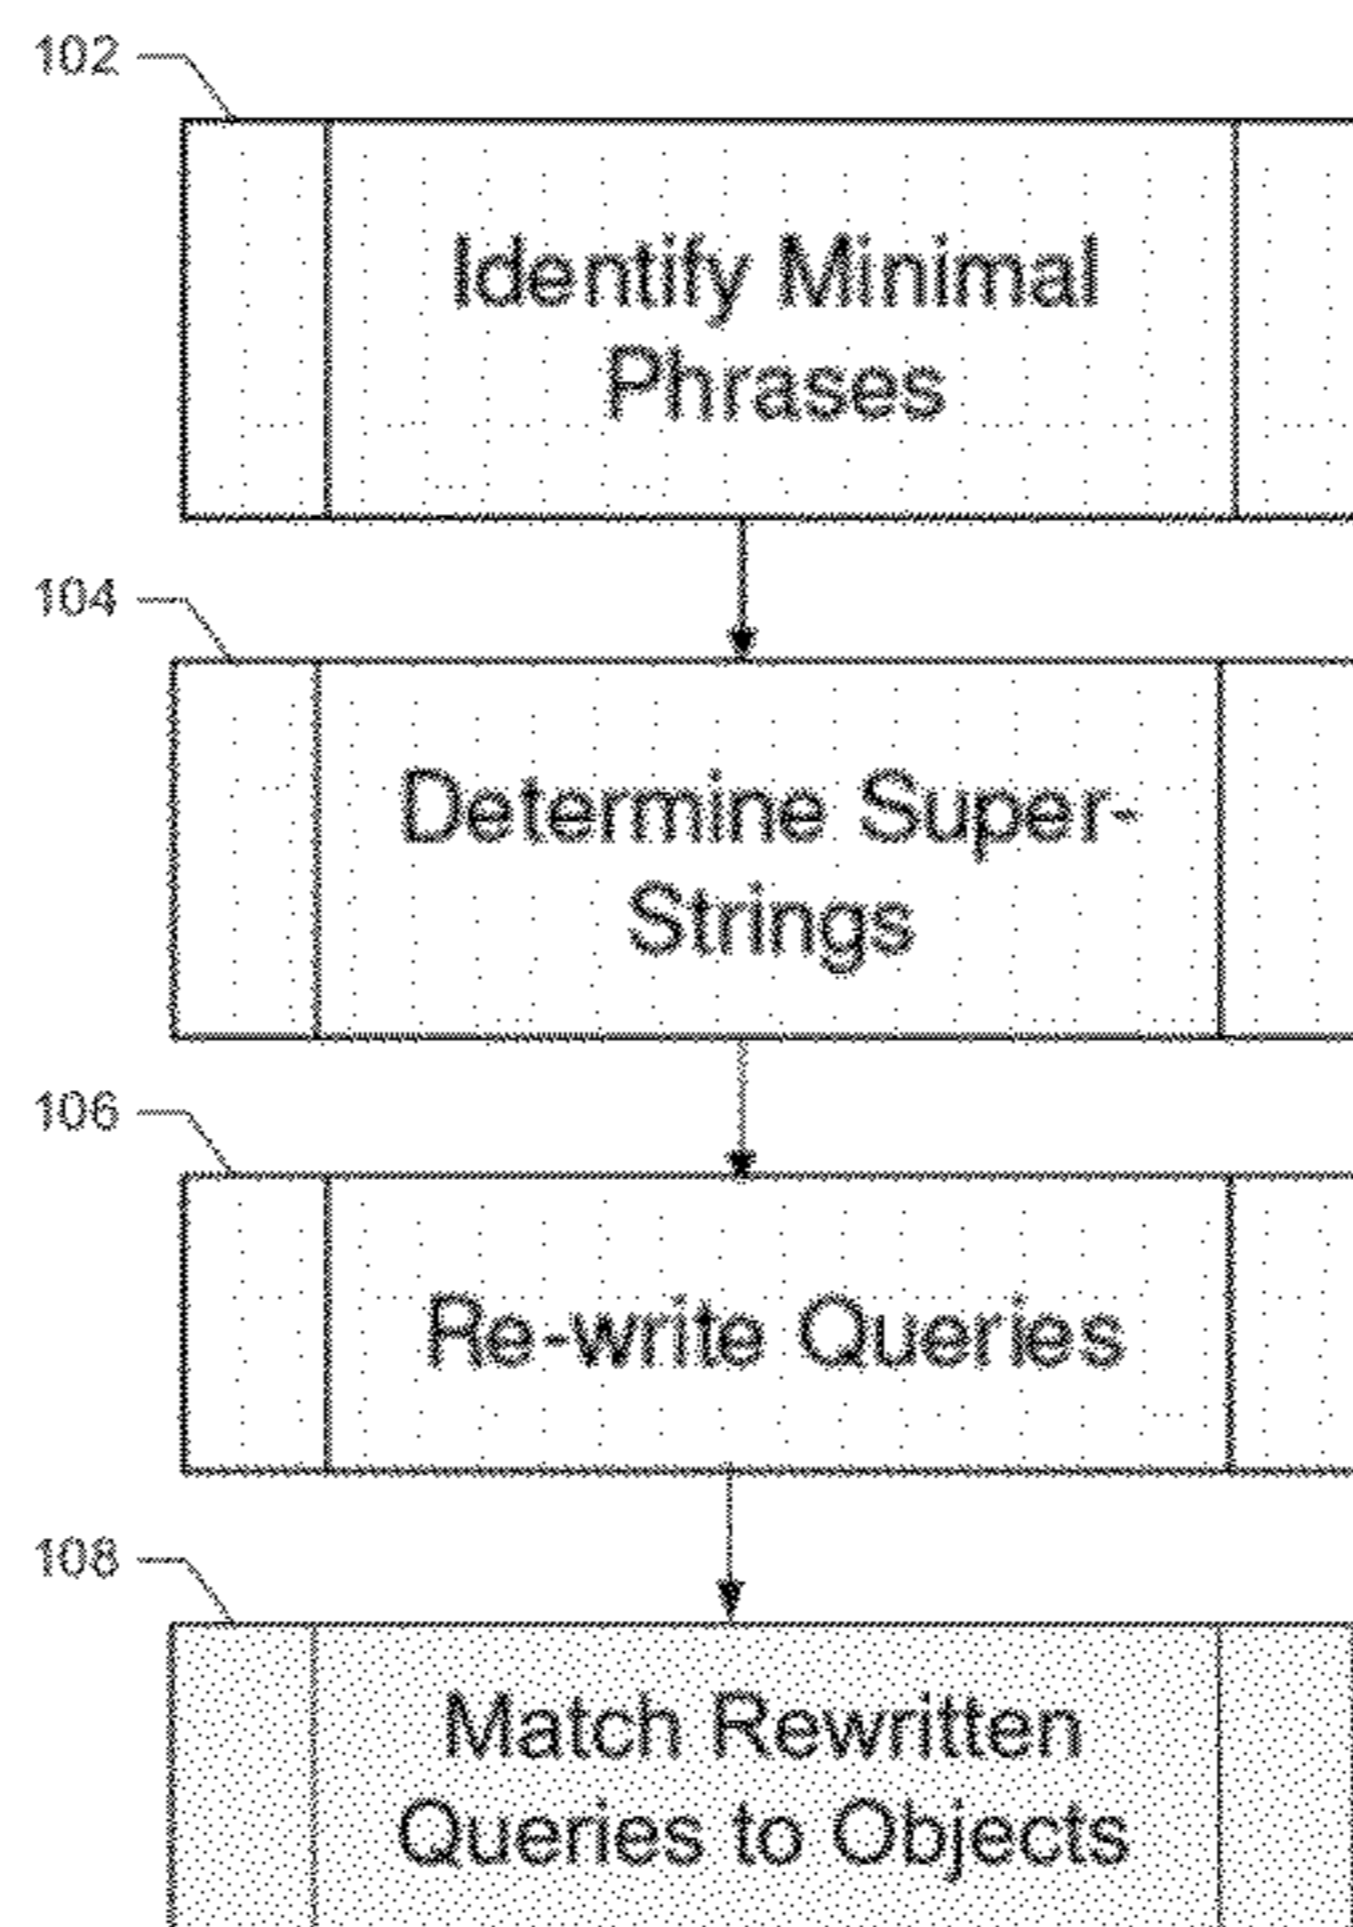 102
Identify Minimal
Phrases
104
Determine Super-
Strings
106
Re-write Queries
108
Match Rewritten
Queries to Objects